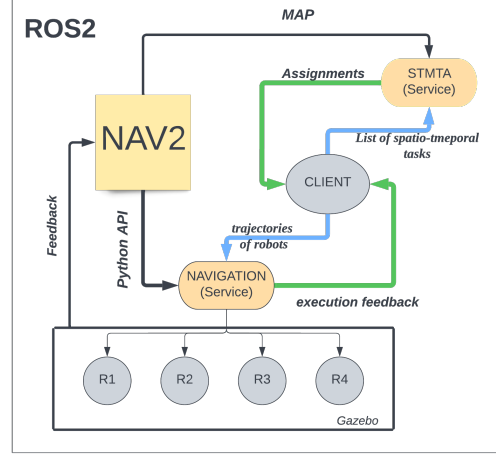 ROS2
MAP
STMTA
(Service)
Assignments
NAV2
List of spatio-tmeporal
tasks
CLIENT
Feedback
Python API
trajectories
of robots
NAVIGATION
(Service)
execution feedback
R1
R2
R3
R4
Gazebo